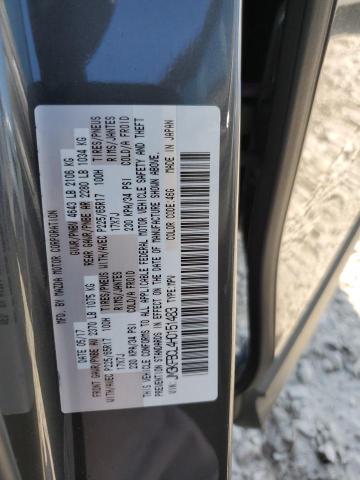 MFD. BY MAZDA MOTOR CORPORATION
DATE 05/17 GVWR/PNBV 4643 LB 2106 KG
FRONT GAWR/PNBE AV 2370 LB 1075 KG REAR GAWR/PNBE AR 2280 LB 1034 KG
WITH/AVEC P225/65R17 100H TIRES/PNEUS WITH/AVEC P225/65R17 100H TIRES/PNEUS
17X7J RIMS/JANTES 17X7J RIMS/JANTES
230 KPA/34 PSI COLD/A FROID 230 KPA/34 PSI COLD/A FROID
THIS VEHICLE CONFORMS TO ALL APPLICABLE FEDERAL MOTOR VEHICLE SAFETY AND THEFT
PREVENTION STANDARDS IN EFFECT ON THE DATE OF MANUFACTURE SHOWN ABOVE.
MADE IN JAPAN
TYPE: MPV COLOR: 46G